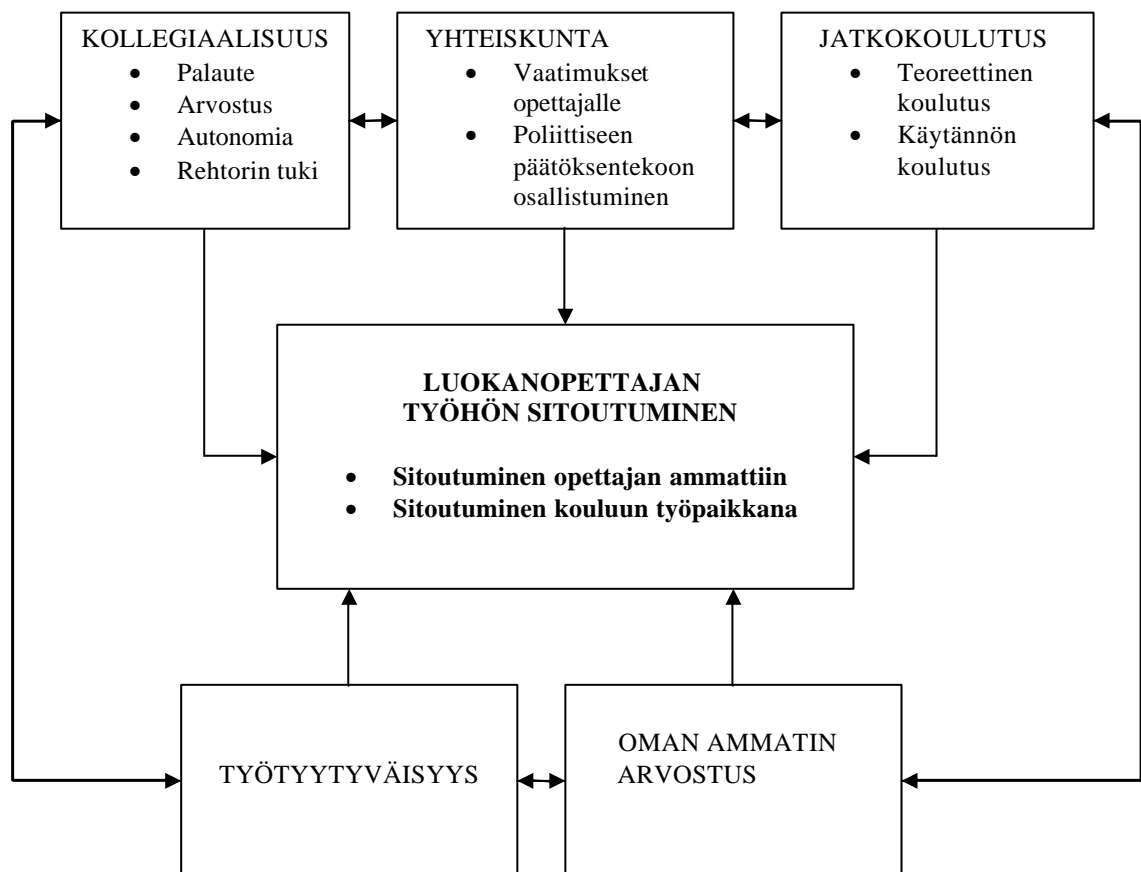 KOLLEGIAALISUUS
• Palaute
• Arvostus
• Autonomia
• Rehtorin tuki
YHTEISKUNTA
• Vaatimukset
opettajalle
• Poliittiseen
päätöksentekoon
osallistuminen
JATKOKOULUTUS
• Teoreettinen
koulutus
• Käytännön
koulutus
LUOKANOPETTAJAN
TYÖHÖN SITOUTUMINEN
• Sitoutuminen opettajan ammattiin
• Sitoutuminen kouluun työpaikkana
TYÖTYYTYVÄISYYS
OMAN AMMATIN
ARVOSTUS